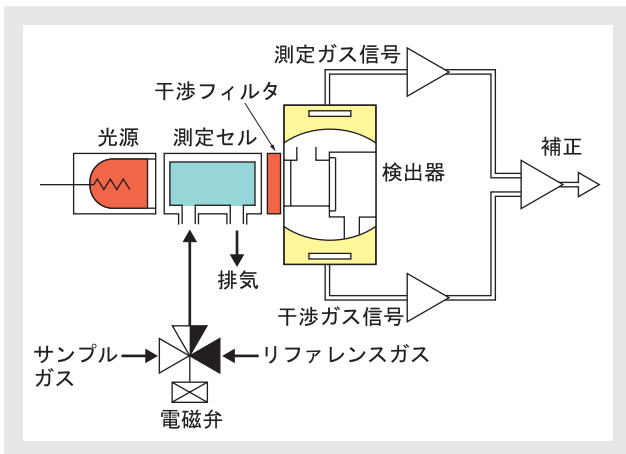 測定ガス信号
干渉フィルタ
光源
測定セル
補正
検出器
排気
干渉ガス信号
サンプル
ガス
リファレンスガス
電磁弁